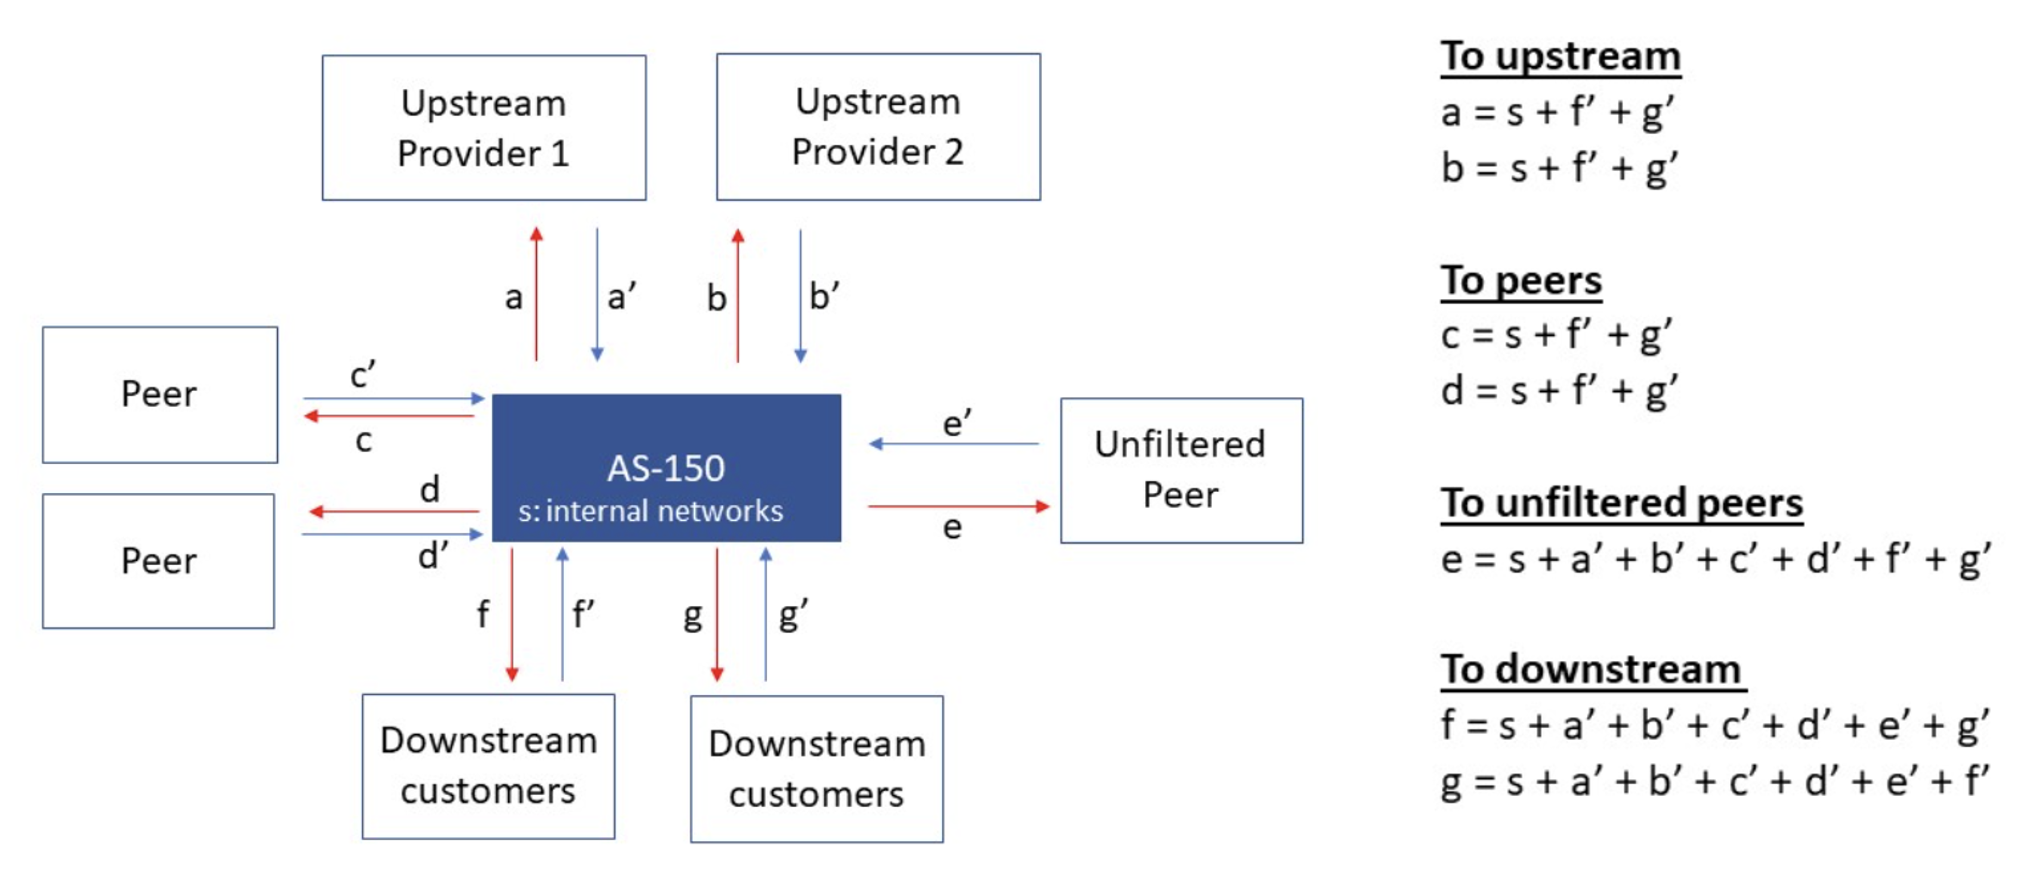 Upstream
Provider 1
Upstream
Provider 2
a
a’
b
b’
Peer
c’
c
Peer
d
d’
AS-150
s: internal networks
e’
e
Unfiltered
Peer
f
f’
g
g’
Downstream
customers
Downstream
customers
To upstream
a = s + f’ + g’
b = s + f’ + g’
To peers
c = s + f’ + g’
d = s + f’ + g’
To unfiltered peers
e = s + a’ + b’ + c’ + d’ + f’ + g’
To downstream
f = s + a’ + b’ + c’ + d’ + e’ + g’
g = s + a’ + b’ + c’ + d’ + e’ + f’